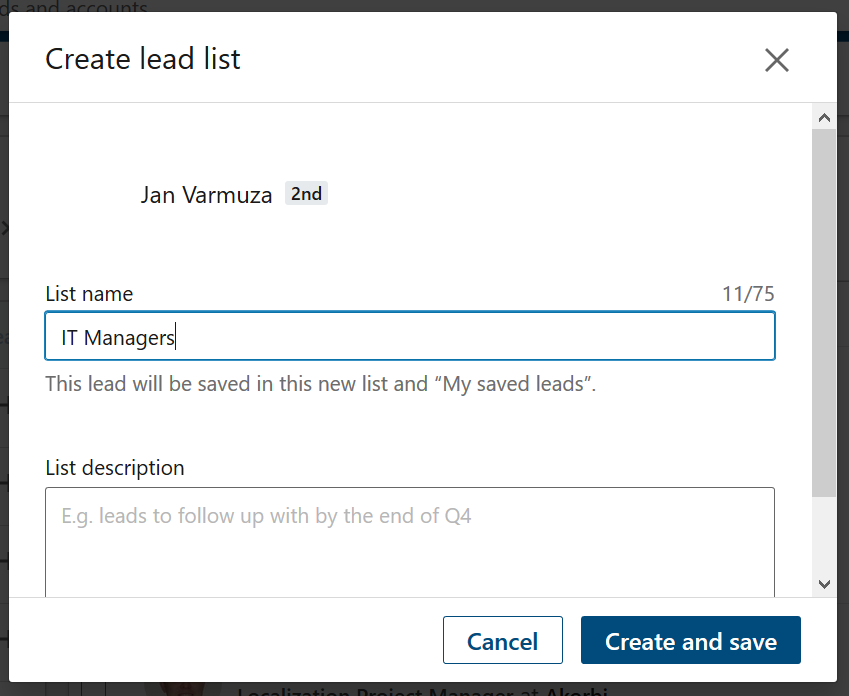 ds and accounts
Create lead list
Jan Varmuza 2nd
List name 11/75
IT Managers
This lead will be saved in this new list and “My saved leads”.
List description
E.g. leads to follow up with by the end of Q4
Cancel Create and save
Localization Project Manager at Akorbi